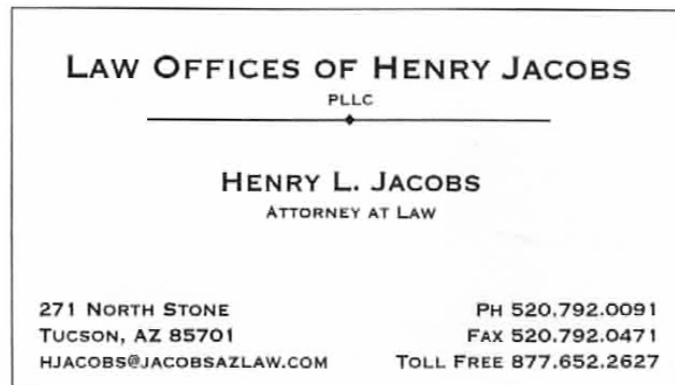 LAW OFFICES OF HENRY JACOBS
PLLC
HENRY L. JACOBS
ATTORNEY AT LAW
271 NORTH STONE
TUCSON, AZ 85701
HJACOBS@JACOBSAZLAW.COM
PH 520.792.0091
FAX 520.792.0471
TOLL FREE 877.652.2627